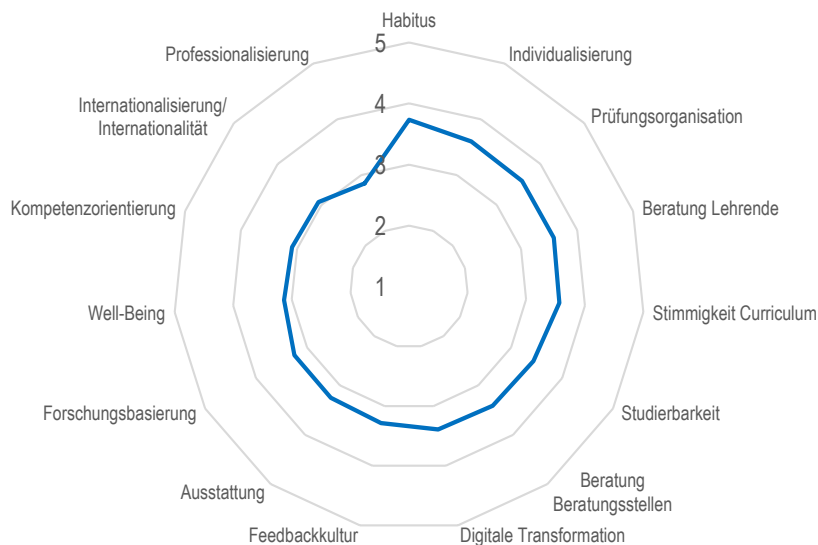 Habitus
5
Professionalisierung
Individualisierung
4
Internationalisierung/
Internationalität
Prüfungsorganisation
3
Kompetenzorientierung
Beratung Lehrende
2
1
Well-Being
Stimmigkeit Curriculum
Forschungsbasierung
Studierbarkeit
Ausstattung
Beratung
Beratungsstellen
Feedbackkultur
Digitale Transformation